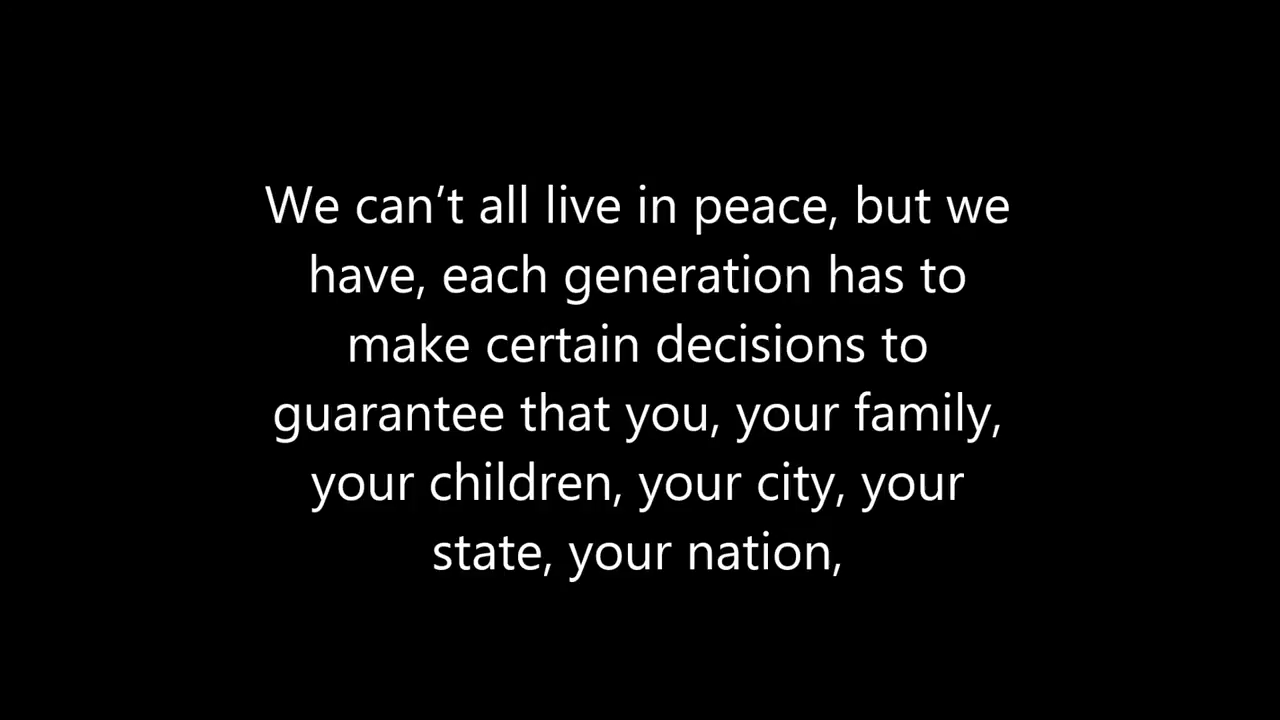 We can’t all live in peace, but we
have, each generation has to
make certain decisions to
guarantee that you, your family,
your children, your city, your
state, your nation,